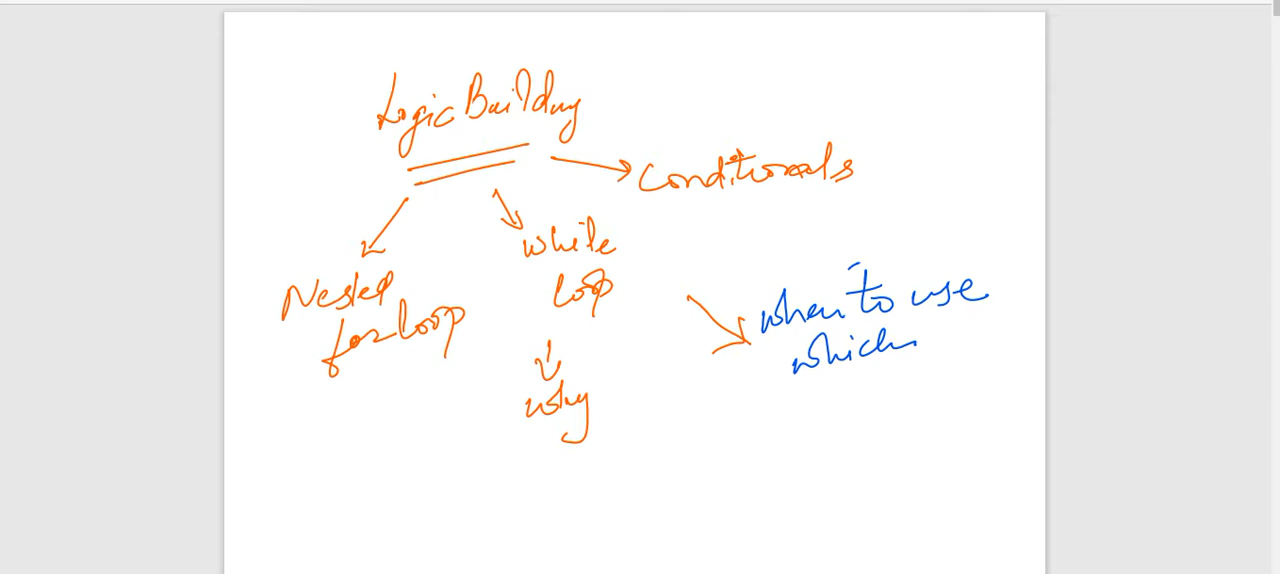 Logic Building
Conditionals
while
loop
Nested
for loop
why
when to use
which